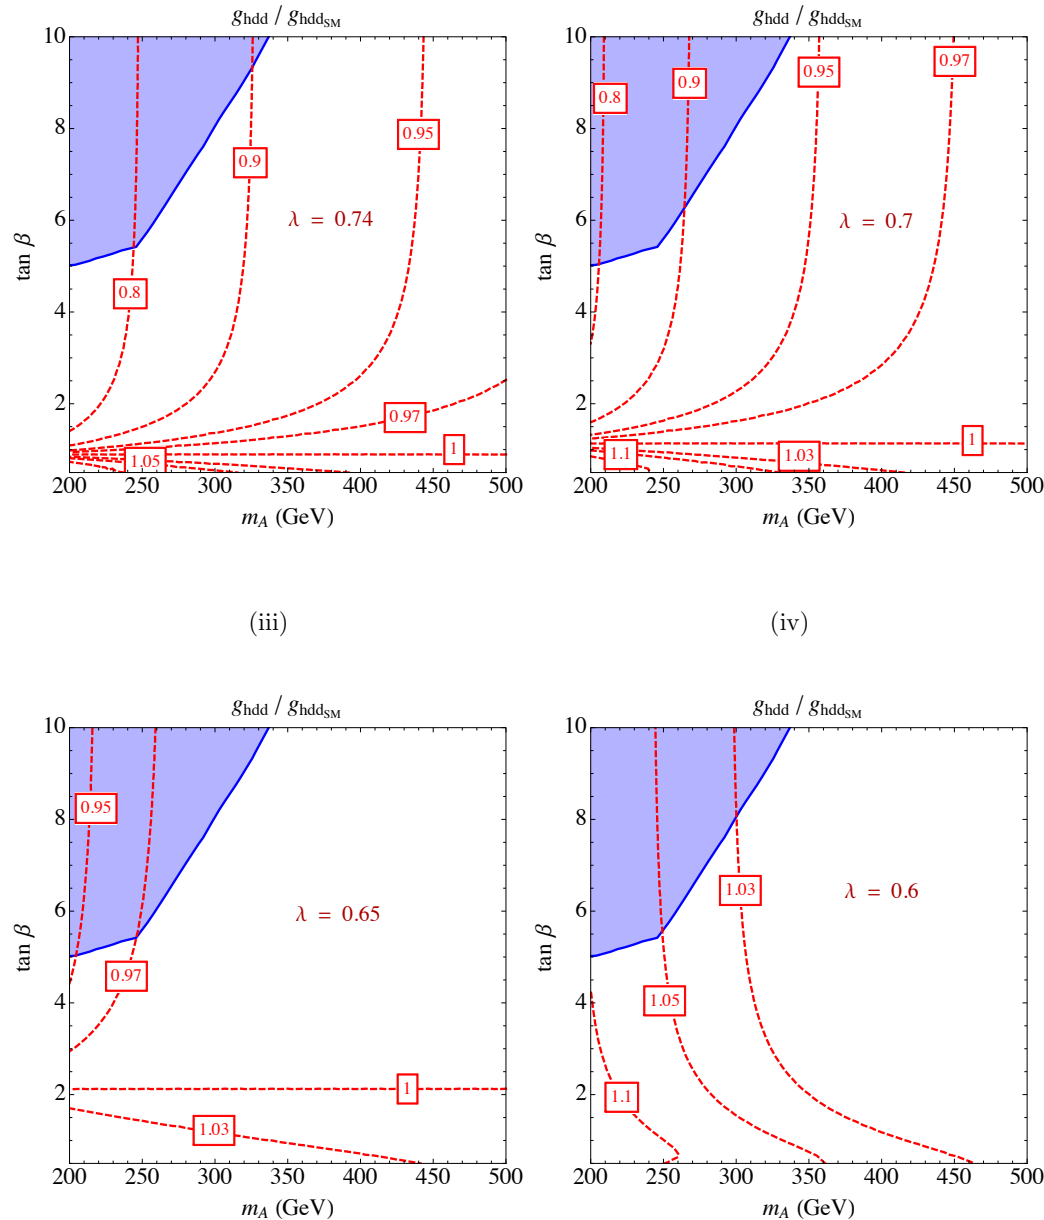 g_hdd / g_hdd_SM g_hdd / g_hdd_SM
10 10
0.97
0.95
0.8 0.9
8 0.95 8
0.9
6 λ = 0.74 6 λ = 0.7
tan β tan β
0.8
4 4
2 2
0.97
1 1
1.05 1.1 1.03
200 250 300 350 400 450 500 200 250 300 350 400 450 500
m_A (GeV) m_A (GeV)
(iii) (iv)
g_hdd / g_hdd_SM g_hdd / g_hdd_SM
10 10
8 0.95 8
1.03
6 λ = 0.65 6 λ = 0.6
tan β tan β
0.97
4 4 1.05
2 1 2 1.1
1.03
200 250 300 350 400 450 500 200 250 300 350 400 450 500
m_A (GeV) m_A (GeV)